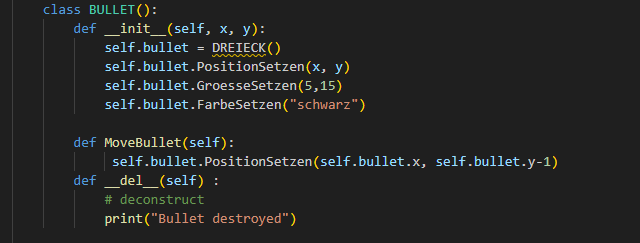 class BULLET():
    def __init__(self, x, y):
        self.bullet = DREIECK()
        self.bullet.PositionSetzen(x, y)
        self.bullet.GroesseSetzen(5,15)
        self.bullet.FarbeSetzen("schwarz")

    def MoveBullet(self):
         self.bullet.PositionSetzen(self.bullet.x, self.bullet.y-1)
    def __del__(self) :
        # deconstruct
        print("Bullet destroyed")